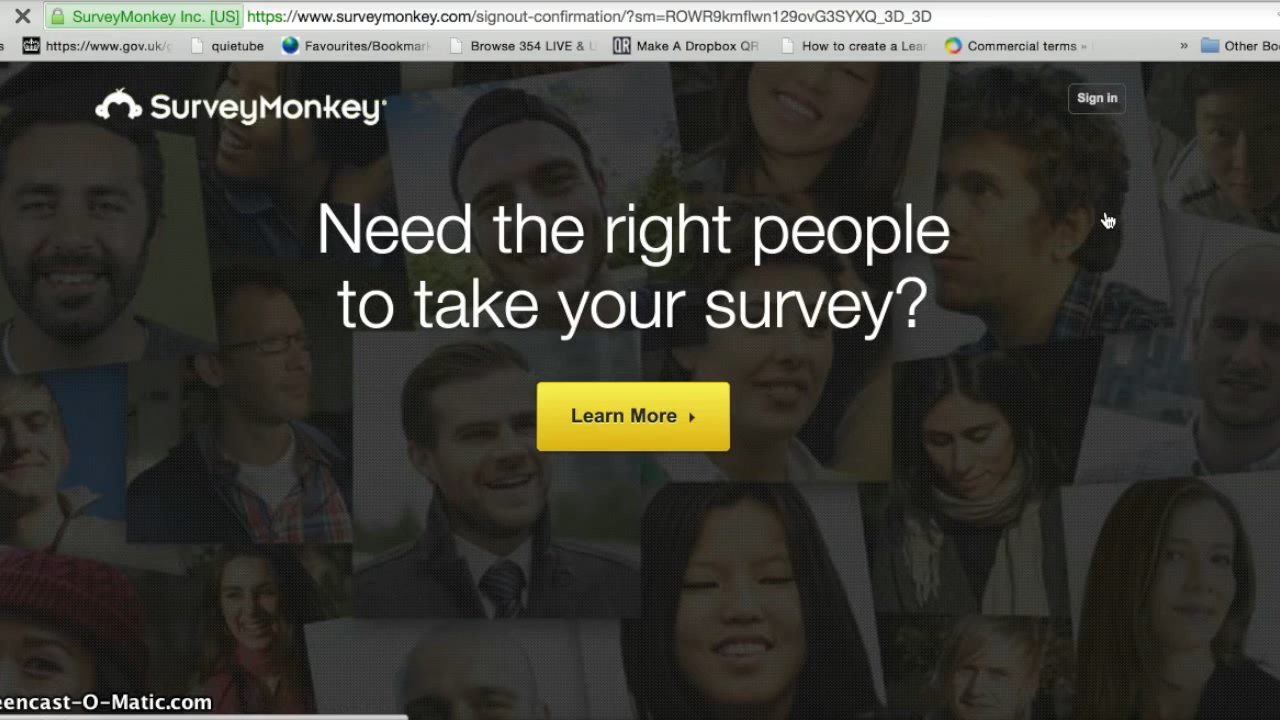 SurveyMonkey Inc. [US] https://www.surveymonkey.com/signout-confirmation/?sm=ROWR9kmflwn129ovG3SYXQ_3D_3D
s https://www.gov.uk/ quietube Favourites/Bookmar Browse 354 LIVE & U QR Make A Dropbox QR How to create a Lear Commercial terms » » Other Bo
SurveyMonkey
Sign in
Need the right people
to take your survey?
Learn More
eencast-O-Matic.com